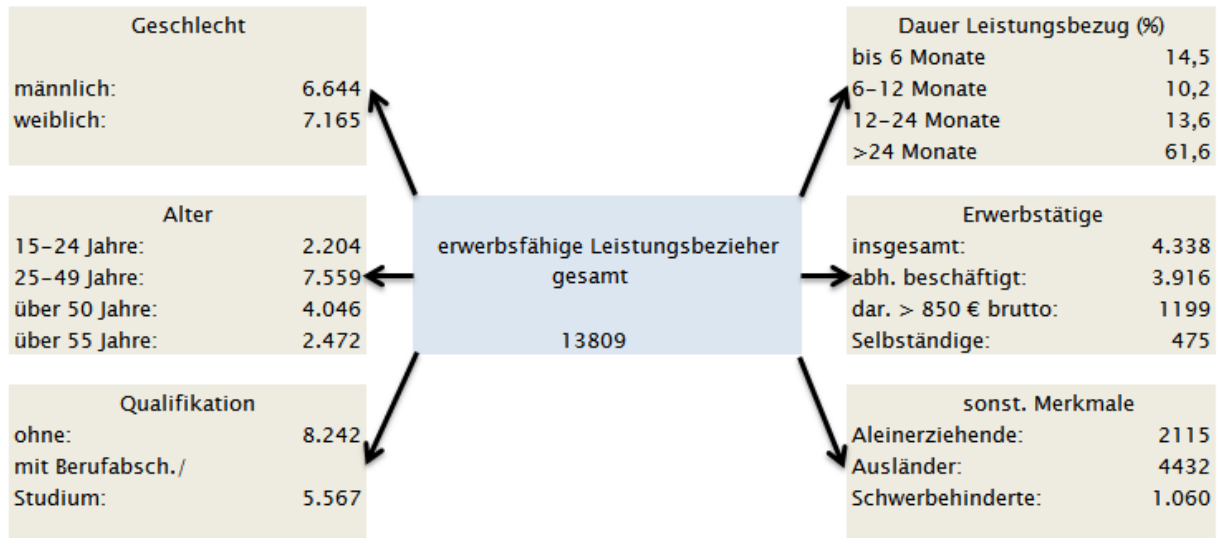 Geschlecht
männlich: 6.644
weiblich: 7.165
Alter
15-24 Jahre: 2.204
25-49 Jahre: 7.559
über 50 Jahre: 4.046
über 55 Jahre: 2.472
Qualifikation
ohne: 8.242
mit Berufabsch./
Studium: 5.567
erwerbsfähige Leistungsbezieher
gesamt
13809
Dauer Leistungsbezug (%)
bis 6 Monate 14,5
6-12 Monate 10,2
12-24 Monate 13,6
>24 Monate 61,6
Erwerbstätige
insgesamt: 4.338
abh. beschäftigt: 3.916
dar. > 850 € brutto: 1199
Selbständige: 475
sonst. Merkmale
Aleinerziehende: 2115
Ausländer: 4432
Schwerbehinderte: 1.060